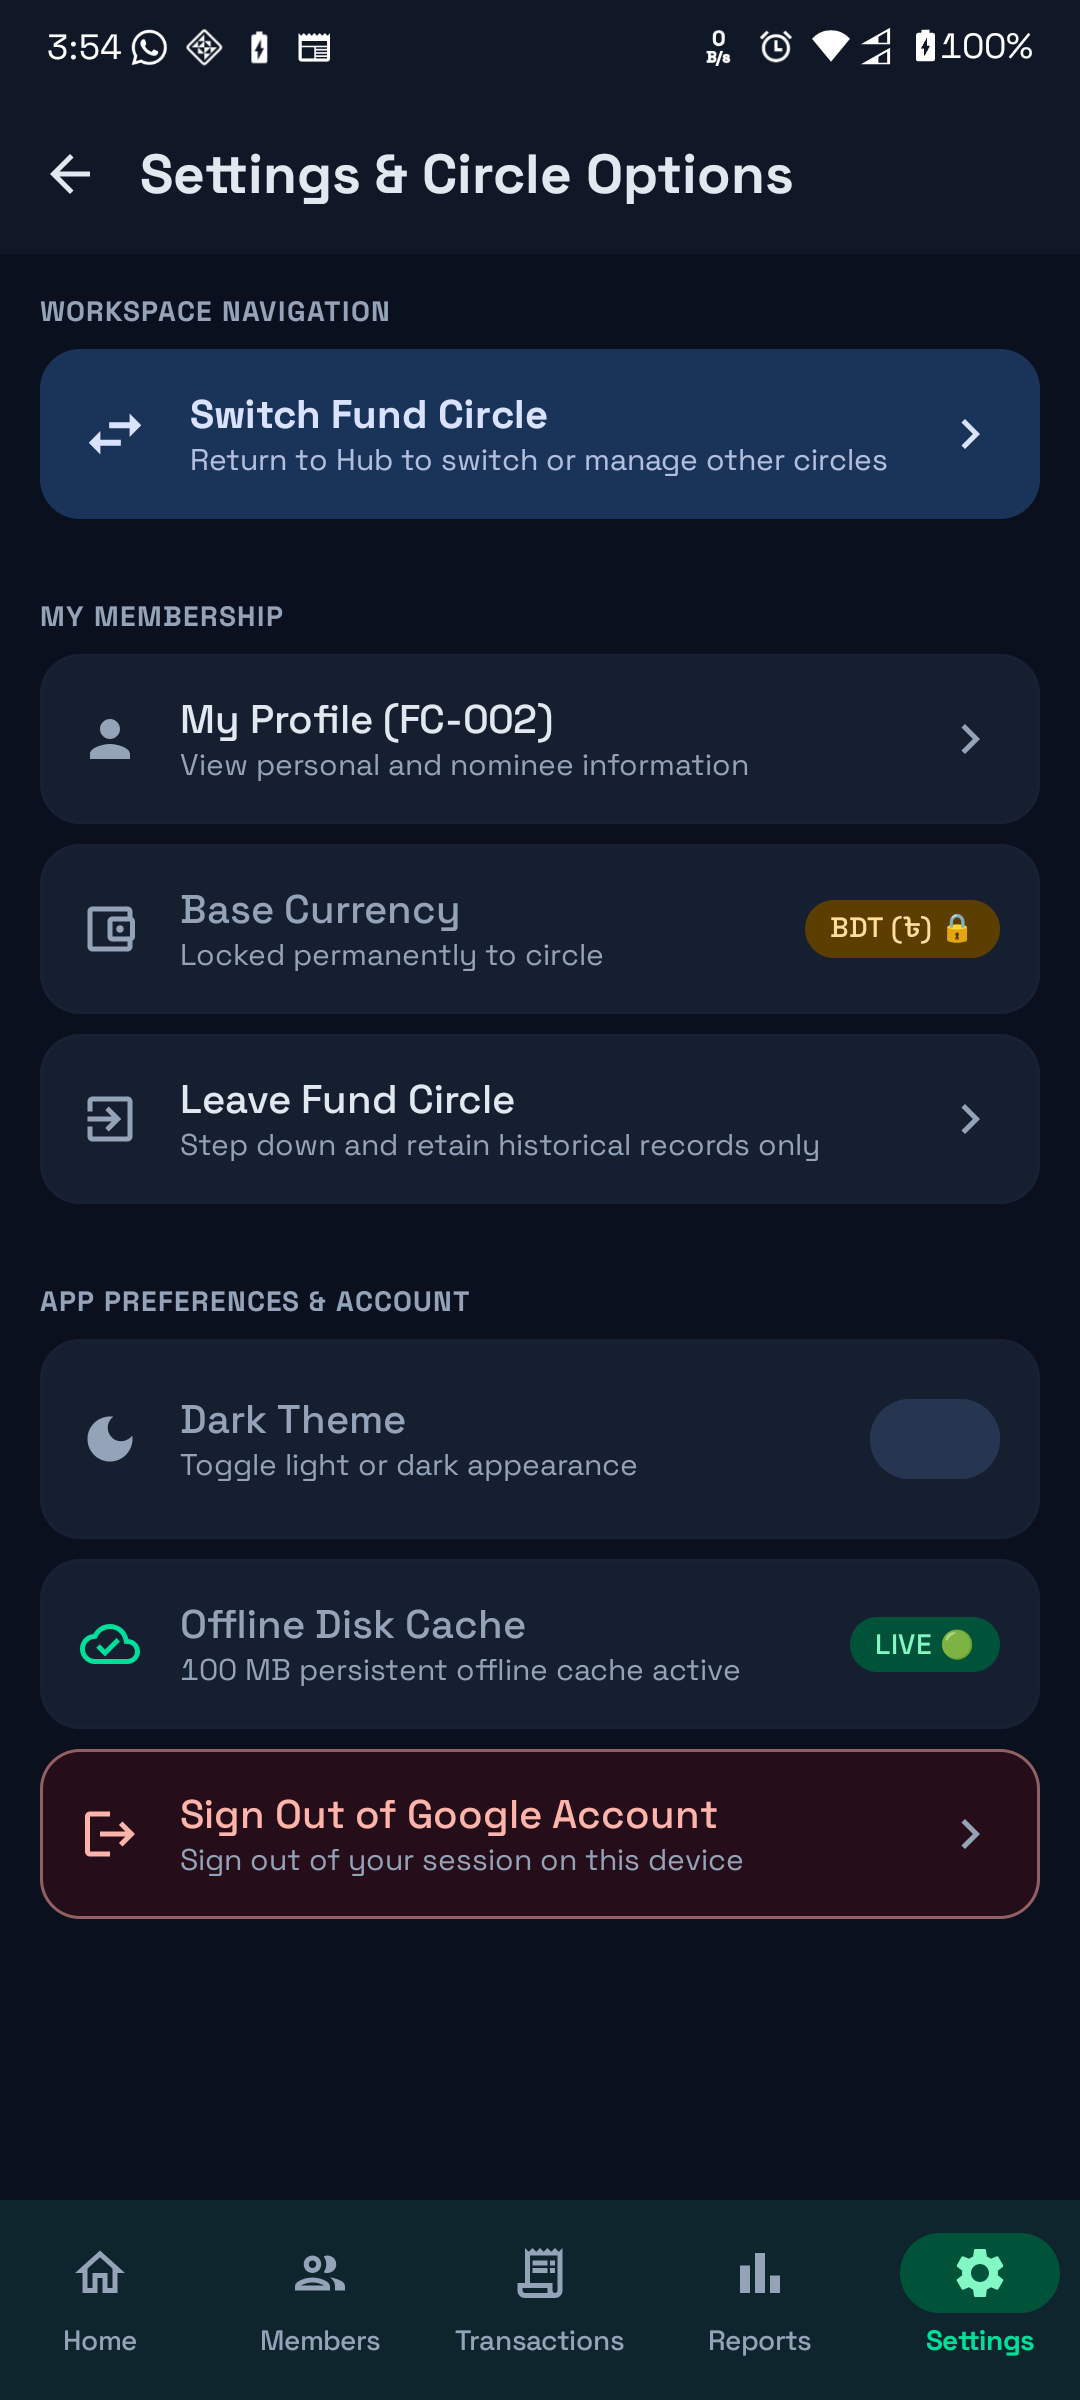 3:54
0
B/s
100%
Settings & Circle Options
WORKSPACE NAVIGATION
Switch Fund Circle
Return to Hub to switch or manage other circles
MY MEMBERSHIP
My Profile (FC-002)
View personal and nominee information
Base Currency
Locked permanently to circle
BDT (৳) 🔒
Leave Fund Circle
Step down and retain historical records only
APP PREFERENCES & ACCOUNT
Dark Theme
Toggle light or dark appearance
Offline Disk Cache
100 MB persistent offline cache active
LIVE 🟢
Sign Out of Google Account
Sign out of your session on this device
Home
Members
Transactions
Reports
Settings